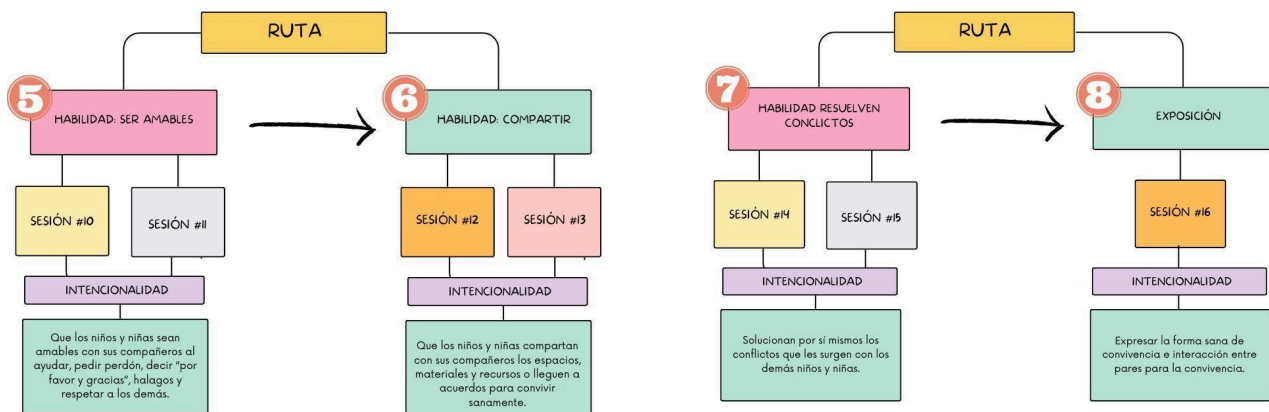 RUTA
5
HABILIDAD: SER AMABLES
SESIÓN #10
SESIÓN #11
INTENCIONALIDAD
Que los niños y niñas sean
amables con sus compañeros al
ayudar, pedir perdón, decir "por
favor y gracias", halagos y
respetar a los demás.
6
HABILIDAD: COMPARTIR
SESIÓN #12
SESIÓN #13
INTENCIONALIDAD
Que los niños y niñas compartan
con sus compañeros los espacios,
materiales y recursos o lleguen a
acuerdos para convivir
sanamente.
RUTA
7
HABILIDAD RESUELVEN
CONCLICTOS
SESIÓN #14
SESIÓN #15
INTENCIONALIDAD
Solucionan por sí mismos los
conflictos que les surgen con los
demás niños y niñas.
8
EXPOSICIÓN
SESIÓN #16
INTENCIONALIDAD
Expresar la forma sana de
convivencia e interacción entre
pares para la convivencia.